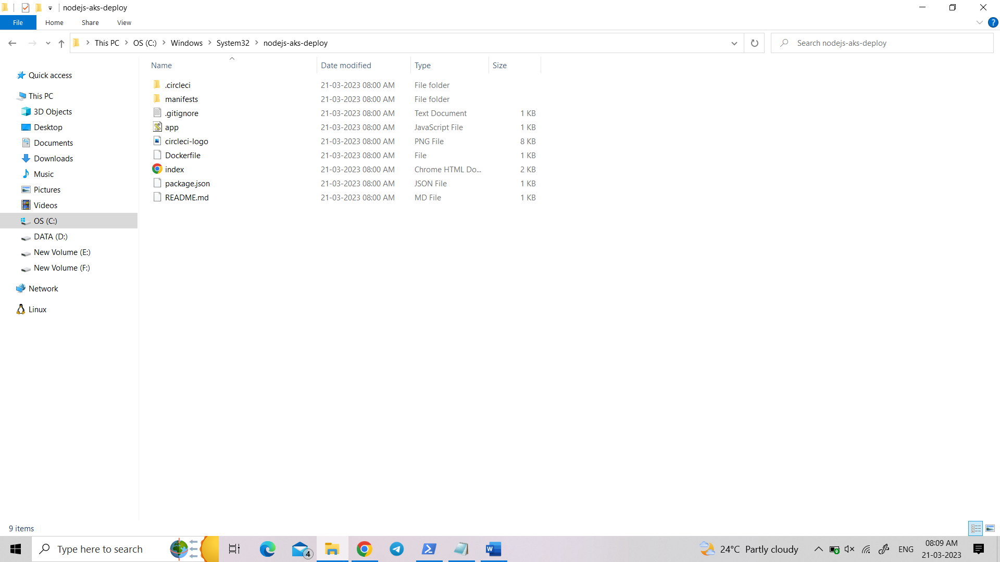 nodejs-aks-deploy
File Home Share View
?
This PC OS (C:) Windows System32 nodejs-aks-deploy
Search nodejs-aks-deploy
Name Date modified Type Size
Quick access
This PC
3D Objects
Desktop
Documents
Downloads
Music
Pictures
Videos
OS (C:)
DATA (D:)
New Volume (E:)
New Volume (F:)
Network
Linux
.circleci 21-03-2023 08:00 AM File folder
manifests 21-03-2023 08:00 AM File folder
.gitignore 21-03-2023 08:00 AM Text Document 1 KB
app 21-03-2023 08:00 AM JavaScript File 1 KB
circleci-logo 21-03-2023 08:00 AM PNG File 8 KB
Dockerfile 21-03-2023 08:00 AM File 1 KB
index 21-03-2023 08:00 AM Chrome HTML Do... 2 KB
package.json 21-03-2023 08:00 AM JSON File 1 KB
README.md 21-03-2023 08:00 AM MD File 1 KB
9 items
Type here to search
4
W
24°C Partly cloudy
ENG
08:09 AM
21-03-2023